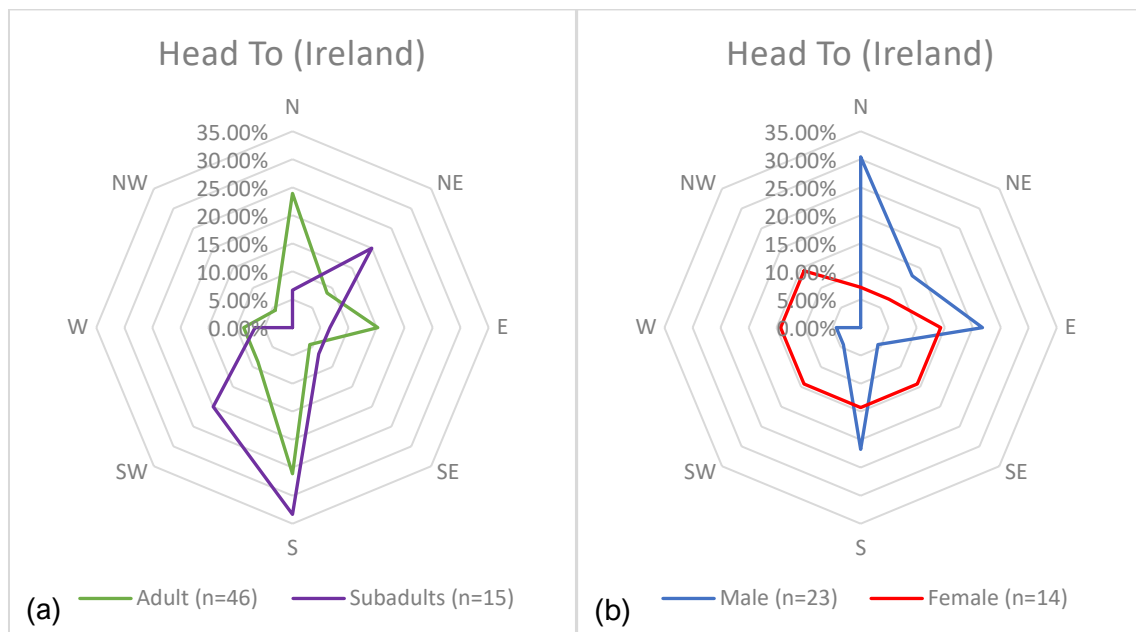 Head To (Ireland)
N
35.00%
30.00%
25.00%
20.00%
15.00%
10.00%
5.00%
0.00%
NE
E
SE
S
SW
W
NW
(a)
Adult (n=46)
Subadults (n=15)
Head To (Ireland)
N
35.00%
30.00%
25.00%
20.00%
15.00%
10.00%
5.00%
0.00%
NE
E
SE
S
SW
W
NW
(b)
Male (n=23)
Female (n=14)